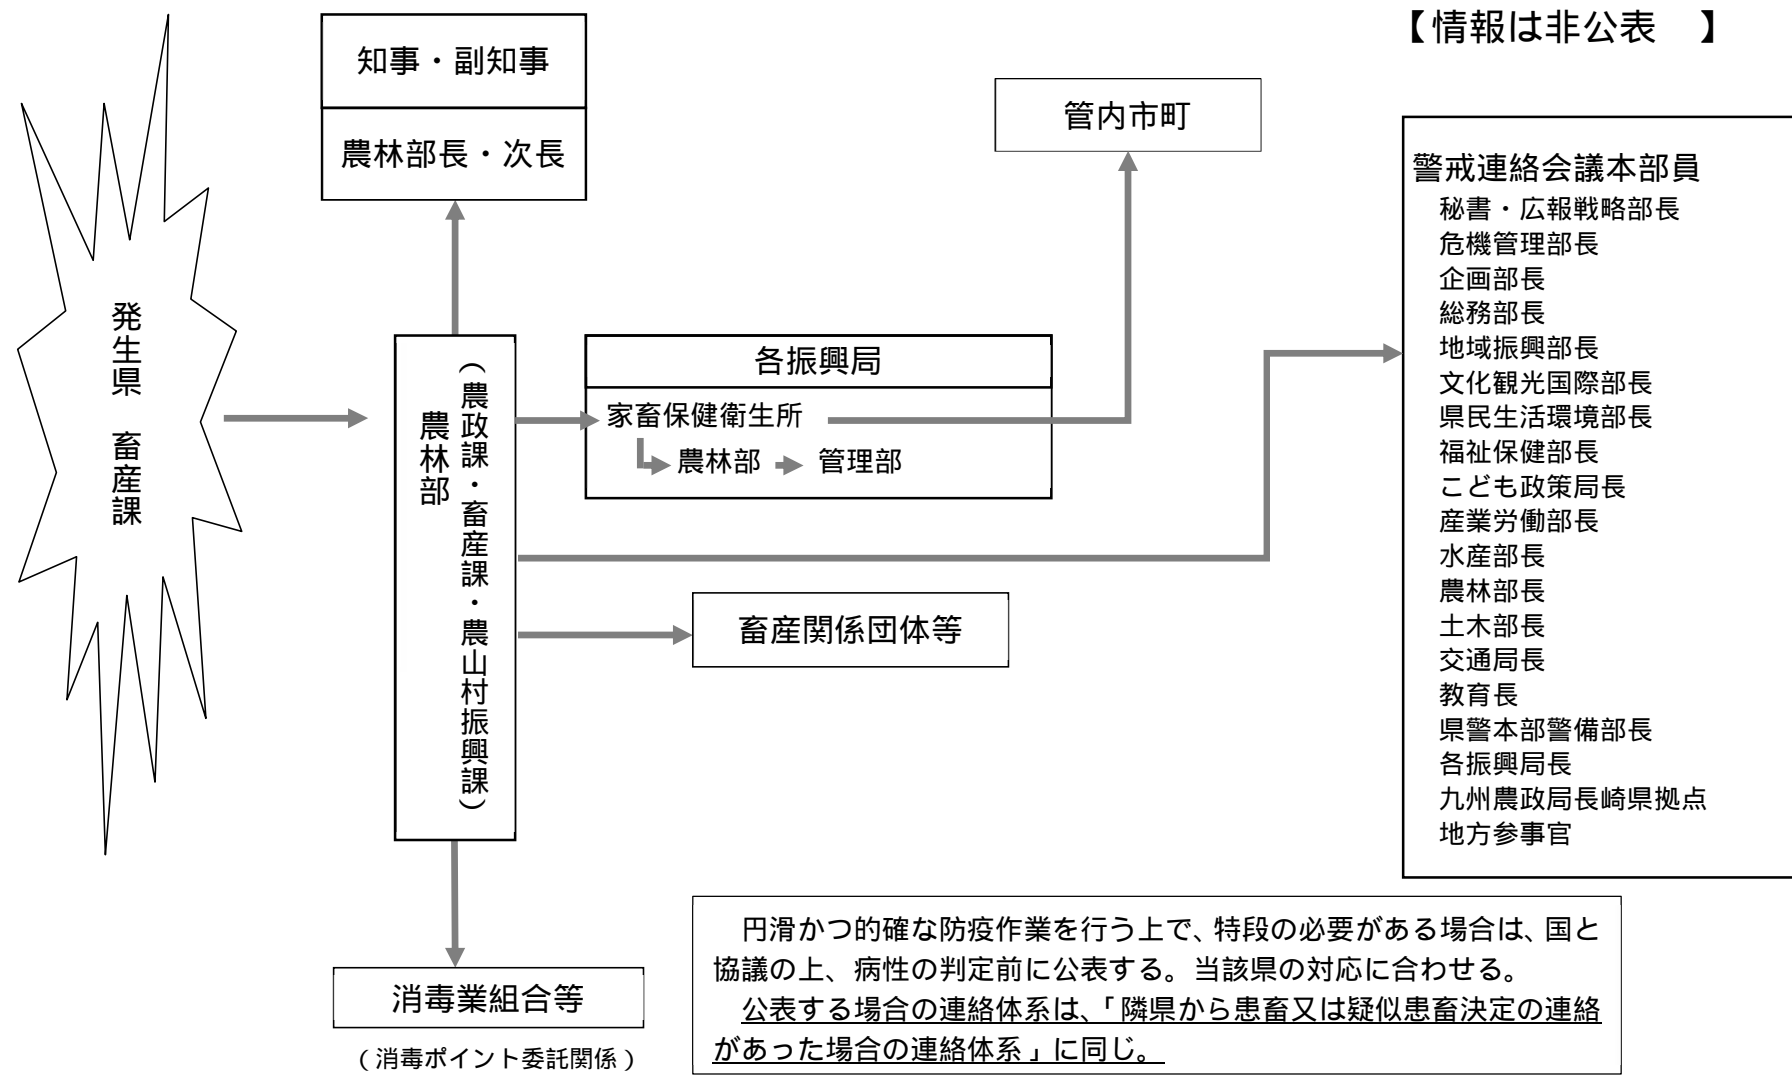 【情報は非公表　】
知事・副知事
農林部長・次長
管内市町
発生県　畜産課
農林部
（農政課・畜産課・農山村振興課）
各振興局
家畜保健衛生所
農林部
管理部
畜産関係団体等
消毒業組合等
（消毒ポイント委託関係）
警戒連絡会議本部員
秘書・広報戦略部長
危機管理部長
企画部長
総務部長
地域振興部長
文化観光国際部長
県民生活環境部長
福祉保健部長
こども政策局長
産業労働部長
水産部長
農林部長
土木部長
交通局長
教育長
県警本部警備部長
各振興局長
九州農政局長崎県拠点
地方参事官
円滑かつ的確な防疫作業を行う上で、特段の必要がある場合は、国と
協議の上、病性の判定前に公表する。当該県の対応に合わせる。
公表する場合の連絡体系は、「隣県から患畜又は疑似患畜決定の連絡
があった場合の連絡体系」に同じ。